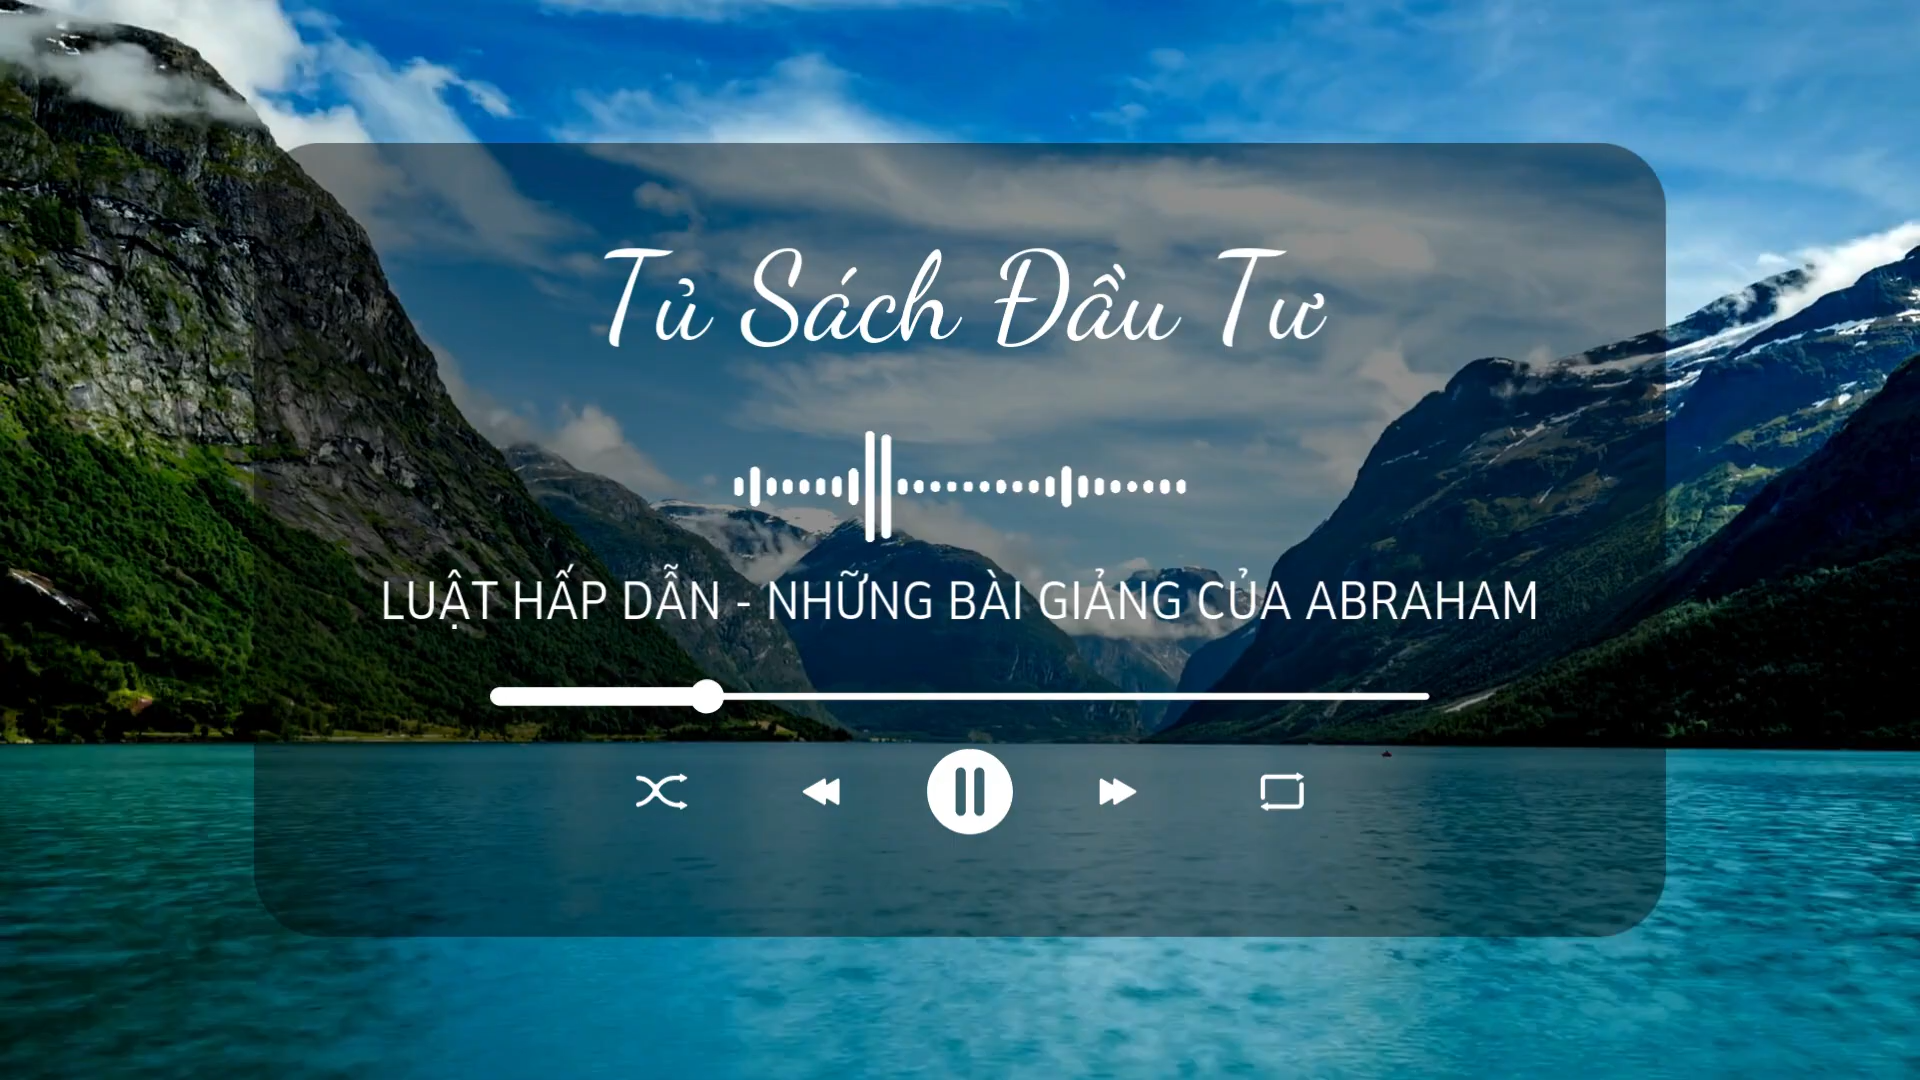 Tủ Sách Đầu Tư
LUẬT HẤP DẪN - NHỮNG BÀI GIẢNG CỦA ABRAHAM